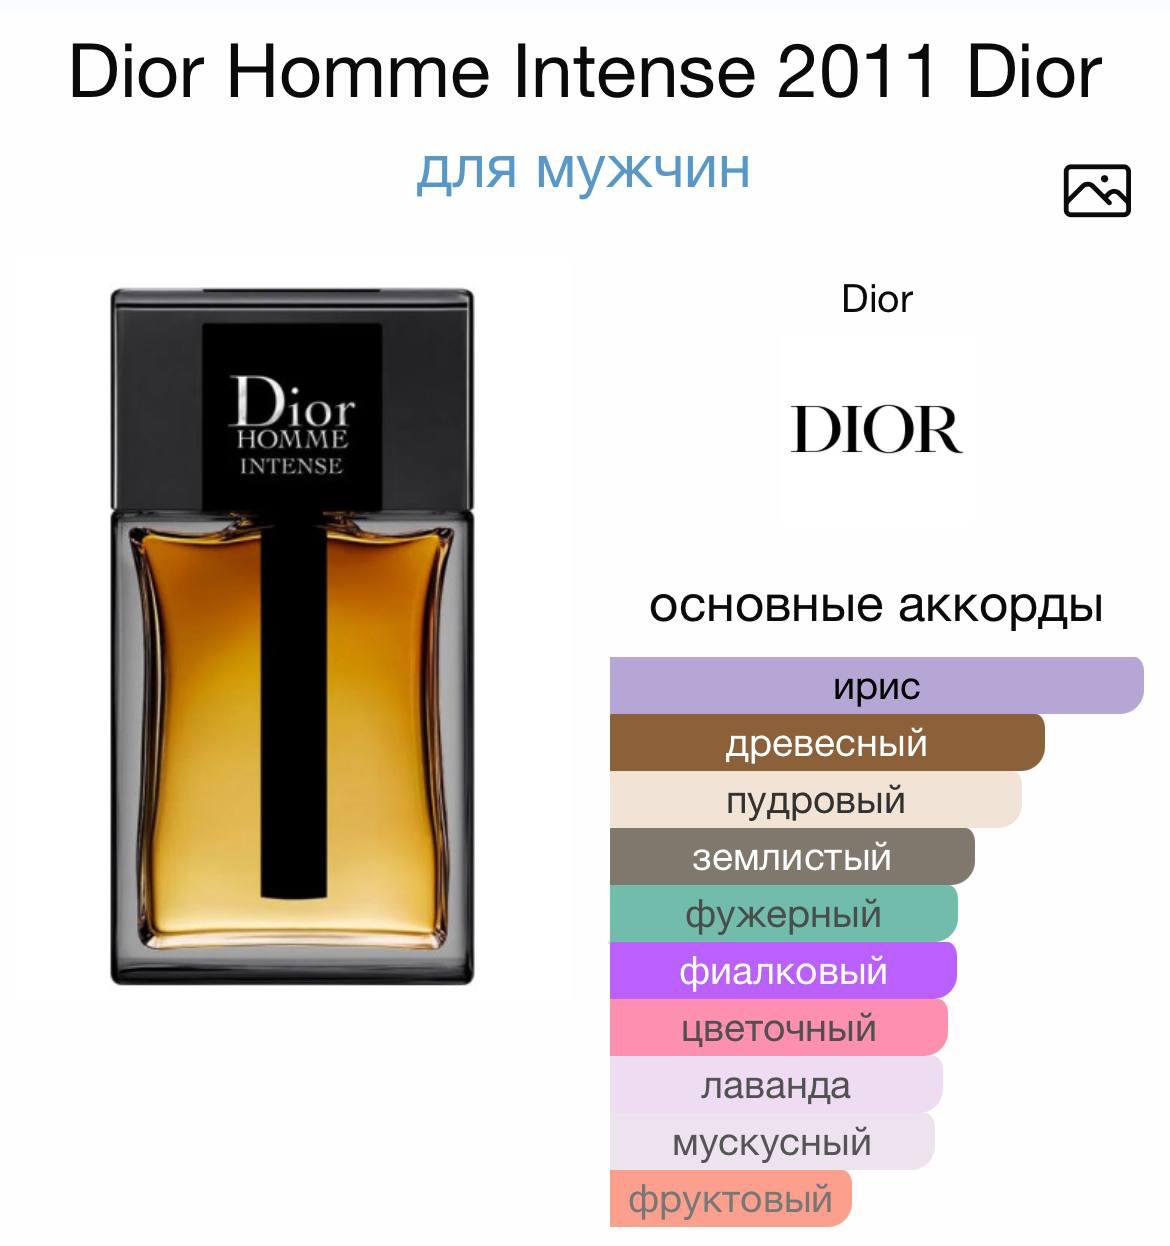 Dior Homme Intense 2011 Dior
для мужчин
Dior
HOMME
INTENSE
Dior
DIOR
основные аккорды
ирис
древесный
пудровый
землистый
фужерный
фиалковый
цветочный
лаванда
мускусный
фруктовый